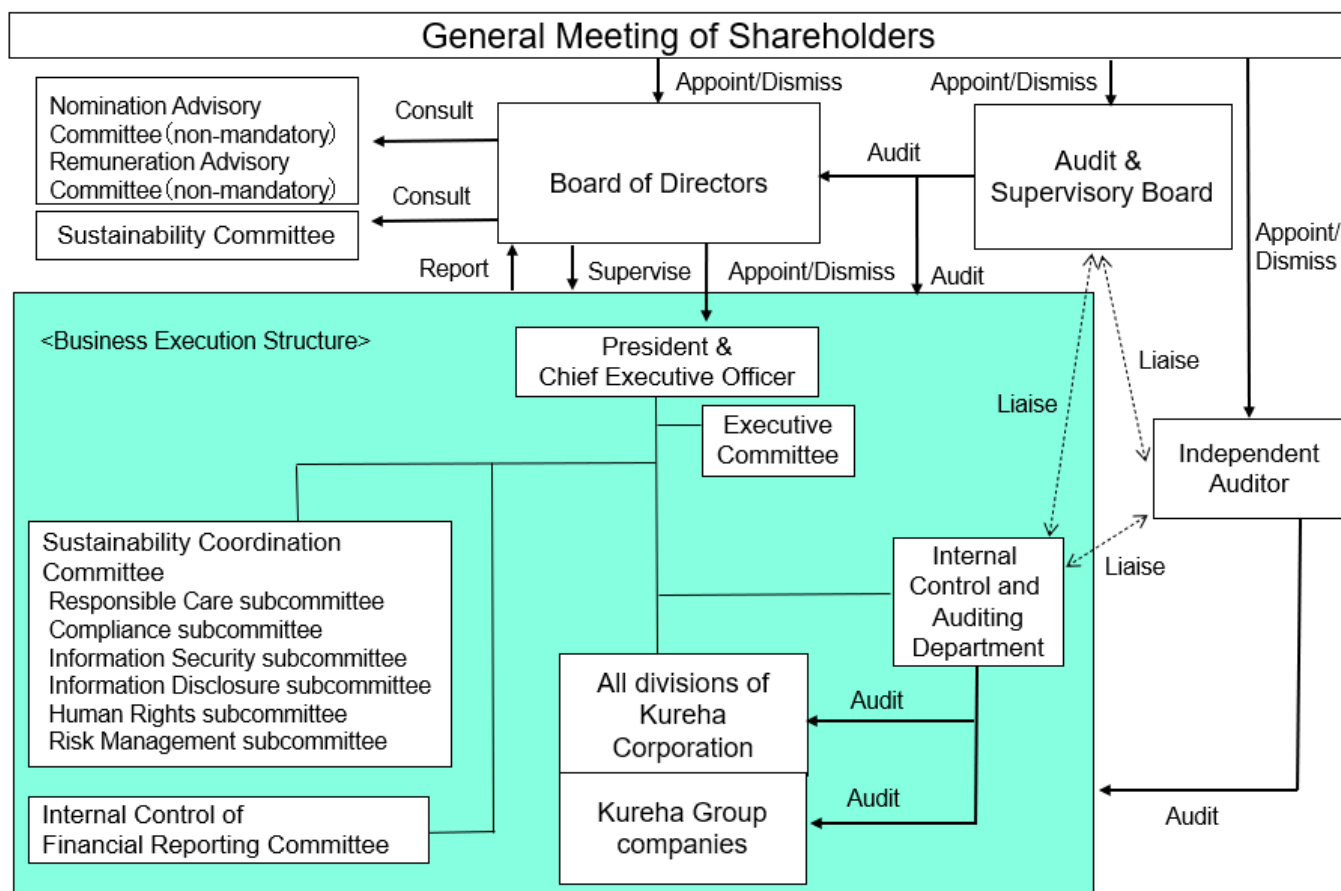 General Meeting of Shareholders
Appoint/Dismiss
Appoint/Dismiss
Nomination Advisory
Committee(non-mandatory)
Remuneration Advisory
Committee(non-mandatory)
Consult
Consult
Sustainability Committee
Board of Directors
Audit
Audit &
Supervisory Board
Appoint/
Dismiss
Report
Supervise
Appoint/Dismiss
Audit
<Business Execution Structure>
President &
Chief Executive Officer
Executive
Committee
Liaise
Liaise
Independent
Auditor
Sustainability Coordination
Committee
Responsible Care subcommittee
Compliance subcommittee
Information Security subcommittee
Information Disclosure subcommittee
Human Rights subcommittee
Risk Management subcommittee
Internal
Control and
Auditing
Department
Liaise
All divisions of
Kureha
Corporation
Audit
Kureha Group
companies
Audit
Audit
Internal Control of
Financial Reporting Committee